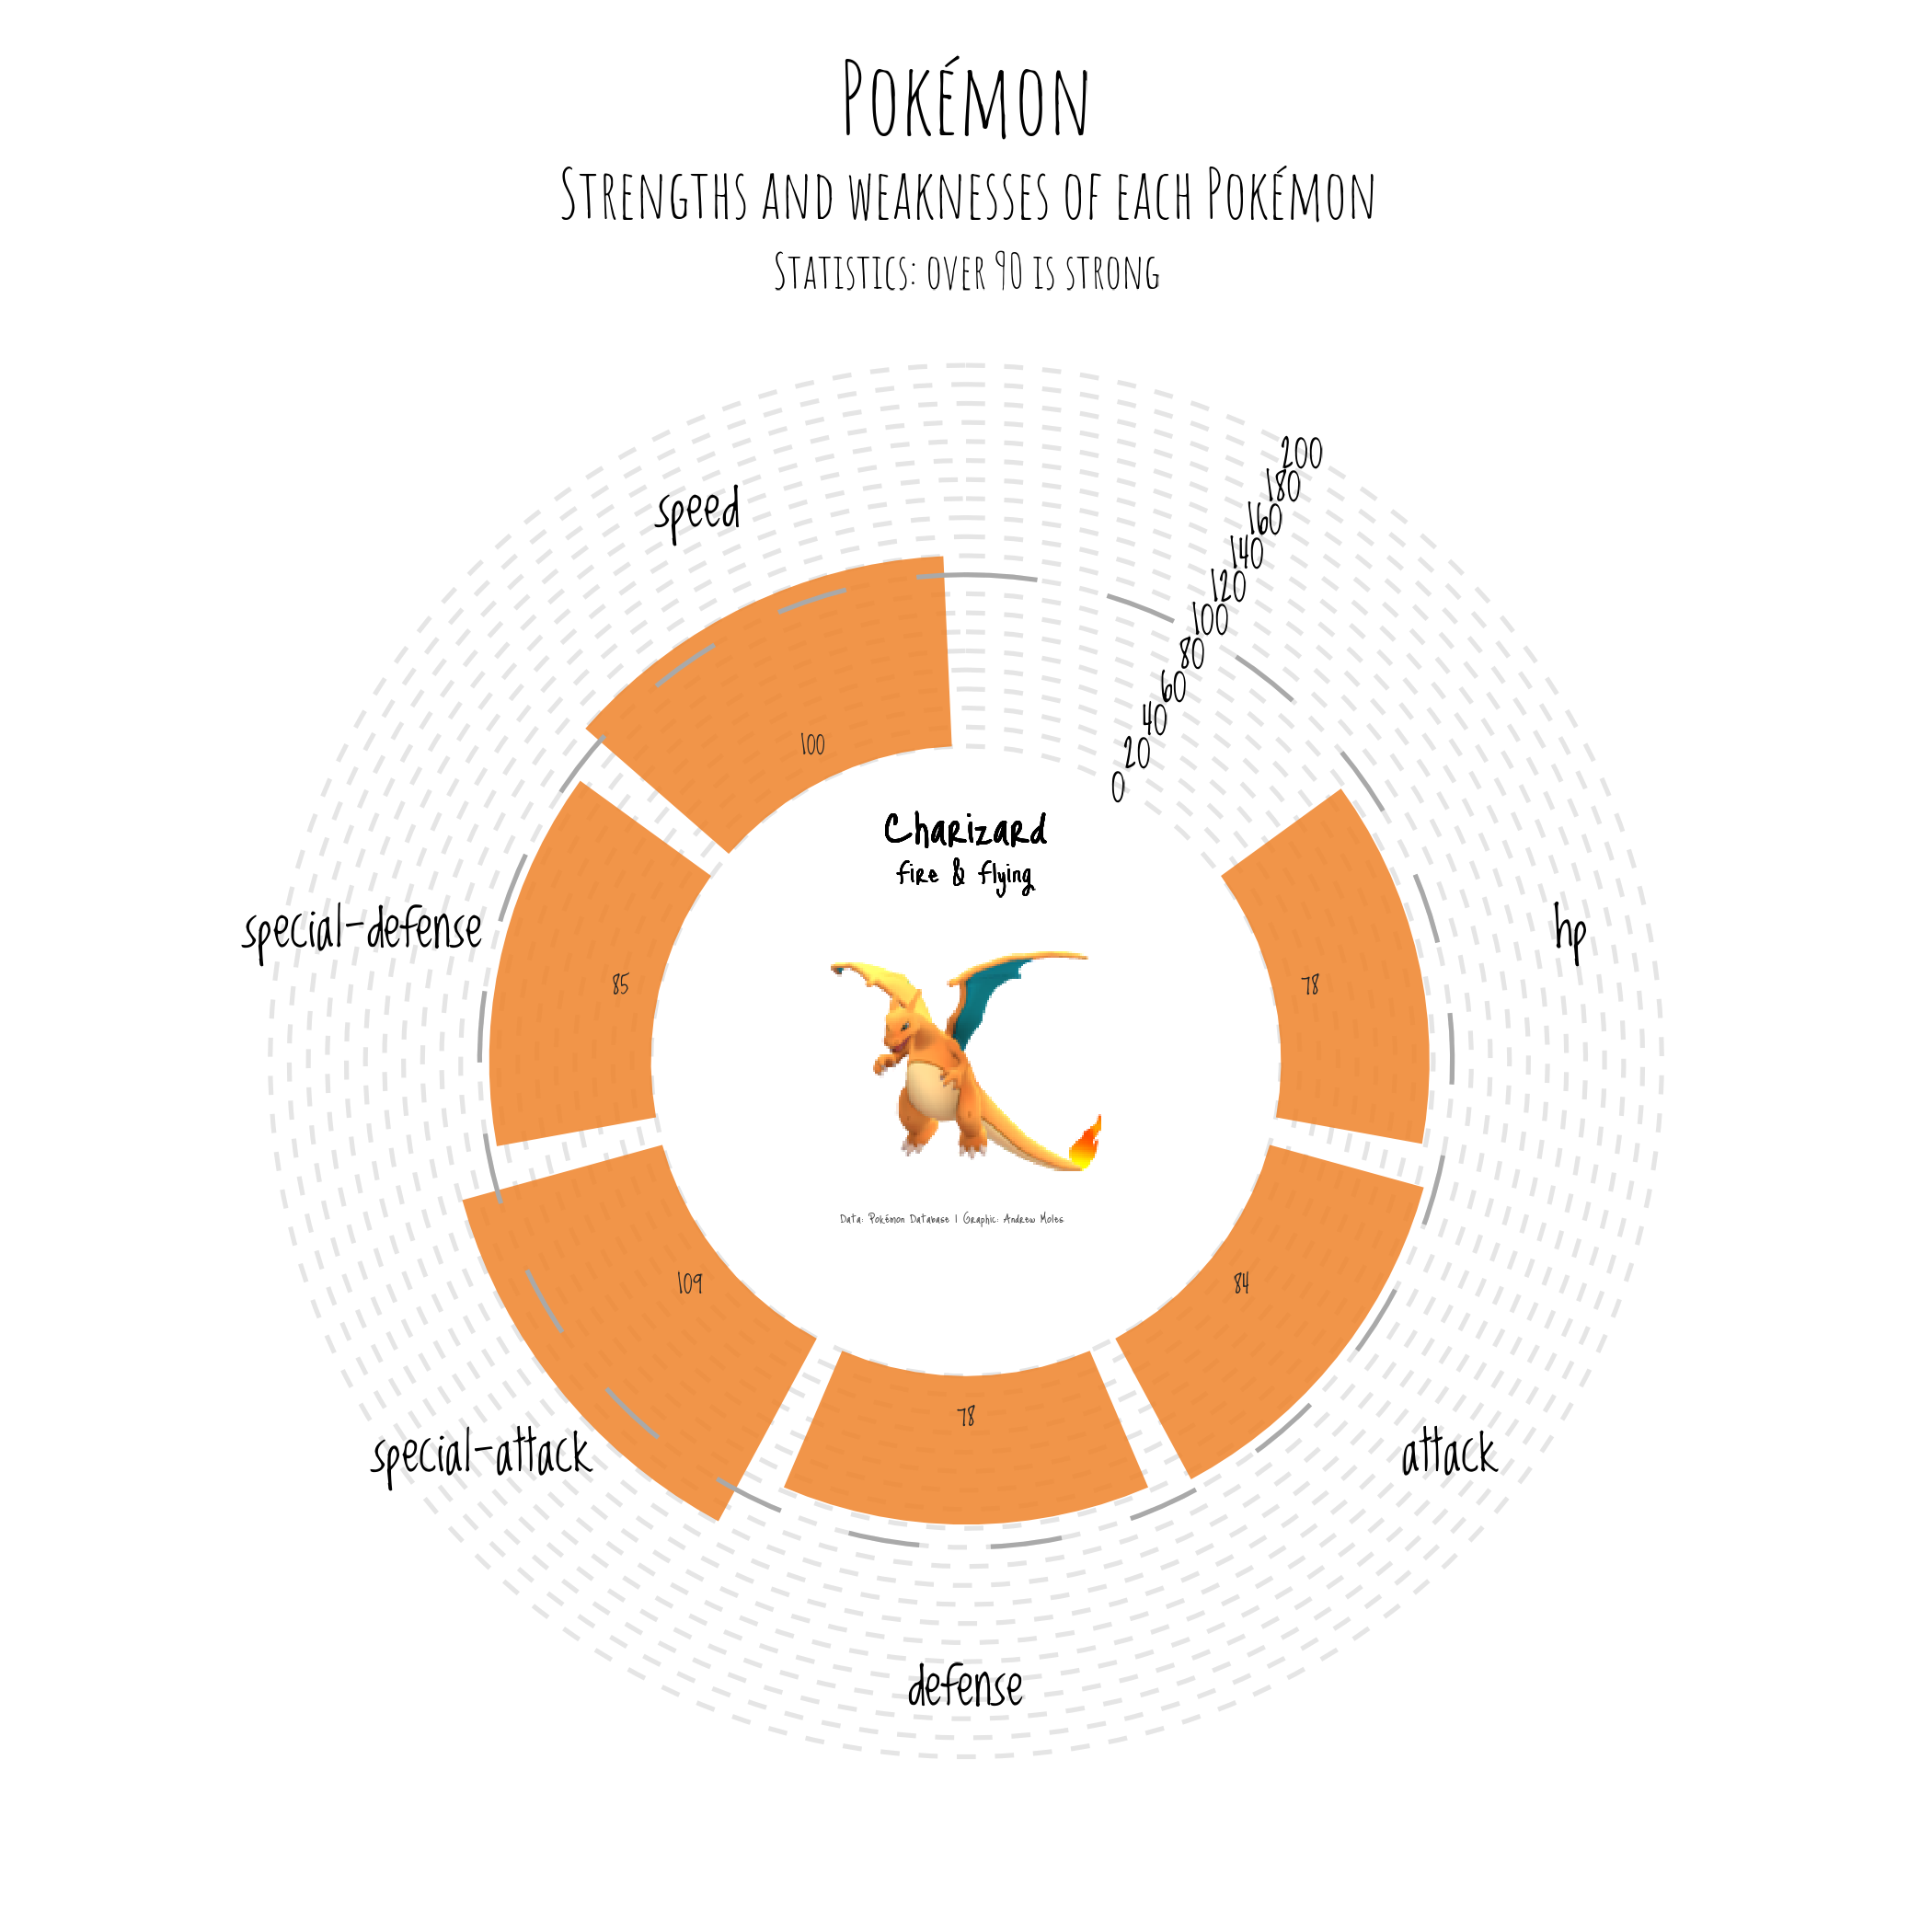 Pokémon
Strengths and weaknesses of each Pokémon
Statistics: over 90 is strong
200
180
160
140
120
100
80
60
40
20
0
speed
100
Charizard
fire & flying
special-defense
85
hp
78
special-attack
109
attack
84
defense
78
Data: Pokémon Database | Graphic: Andrew Moles